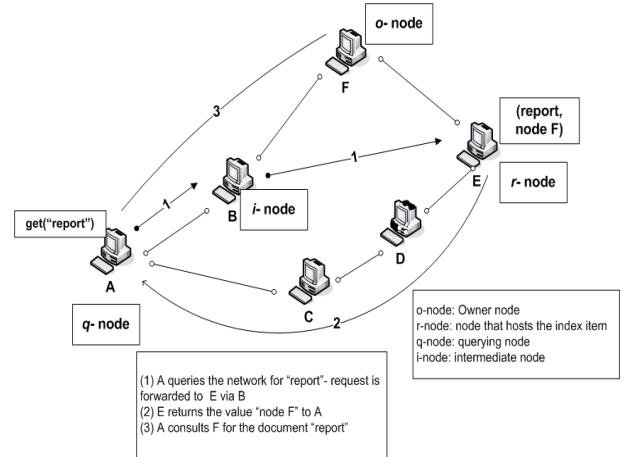 o- node
F
3
(report,
node F)
1
1
E
B
r- node
i- node
get("report")
D
A
C
2
q- node
o-node: Owner node
r-node: node that hosts the index item
q-node: querying node
i-node: intermediate node
(1) A queries the network for "report"- request is
forwarded to E via B
(2) E returns the value "node F" to A
(3) A consults F for the document "report"